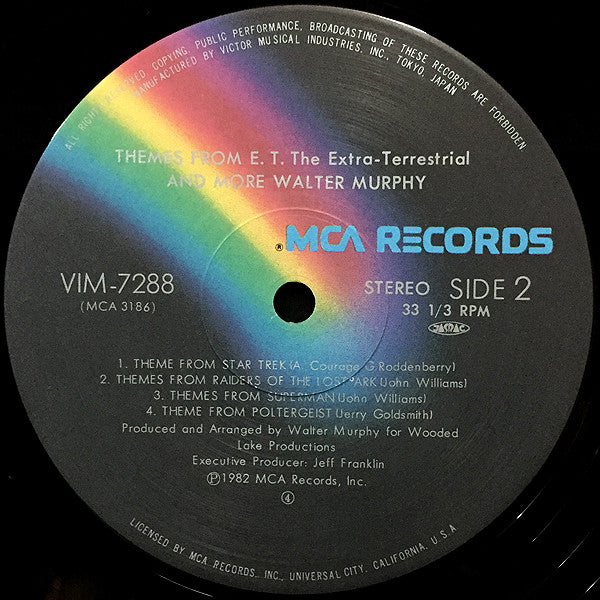 ALL RIGHTS RESERVED COPYING, PUBLIC PERFORMANCE, BROADCASTING OF THESE RECORDS ARE FORBIDDEN
MANUFACTURED BY VICTOR MUSICAL INDUSTRIES, INC., TOKYO, JAPAN
THEMES FROM E. T. The Extra-Terrestrial
AND MORE WALTER MURPHY
® MCA RECORDS
VIM-7288
(MCA 3186)
STEREO SIDE 2
33 1/3 RPM
JASRAC
1. THEME FROM STAR TREK(A. Courage G.Roddenberry)
2. THEMES FROM RAIDERS OF THE LOST ARK(John. Williams)
3. THEMES FROM SUPERMAN(John Williams)
4. THEME FROM POLTERGEIST(Jerry Goldsmith)
Produced and Arranged by Walter Murphy for Wooded
Lake Productions
Executive Producer: Jeff Franklin
Ⓟ1982 MCA Records, Inc.
④
LICENSED BY MCA RECORDS., INC., UNIVERSAL CITY, CALIFORNIA, U.S.A